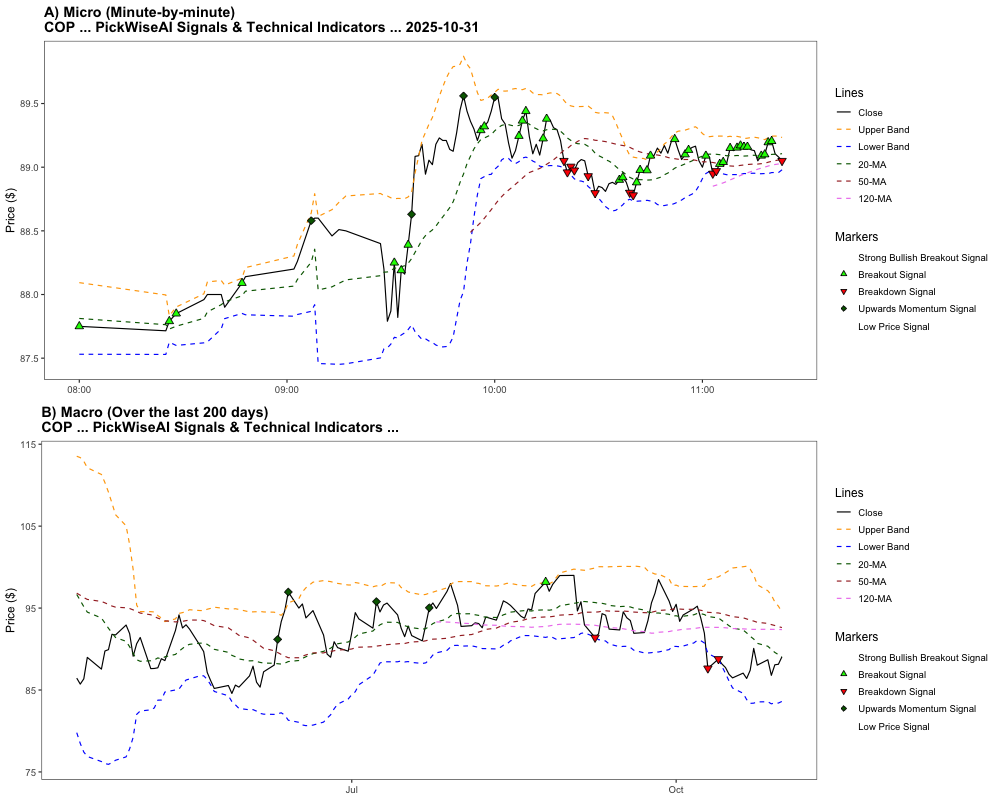 A) Micro (Minute-by-minute)
COP ... PickWiseAI Signals & Technical Indicators ... 2025-10-31
Price ($)
89.5
89.0
88.5
88.0
87.5
08:00
09:00
10:00
11:00
Lines
Close
Upper Band
Lower Band
20-MA
50-MA
120-MA
Markers
Strong Bullish Breakout Signal
Breakout Signal
Breakdown Signal
Upwards Momentum Signal
Low Price Signal
B) Macro (Over the last 200 days)
COP ... PickWiseAI Signals & Technical Indicators ...
Price ($)
115
105
95
85
75
Jul
Oct
Lines
Close
Upper Band
Lower Band
20-MA
50-MA
120-MA
Markers
Strong Bullish Breakout Signal
Breakout Signal
Breakdown Signal
Upwards Momentum Signal
Low Price Signal